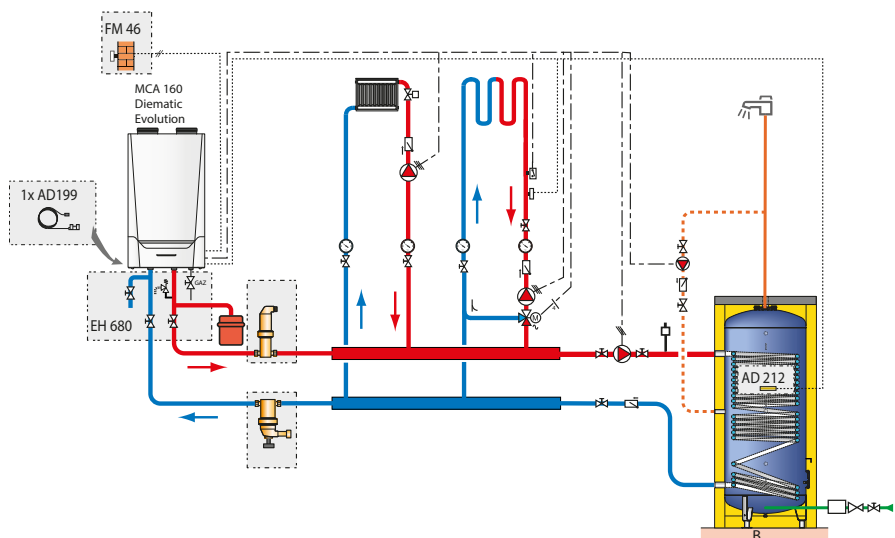 FM 46
MCA 160
Diematic
Evolution
1x AD199
GAZ
EH 680
M
AD 212
B